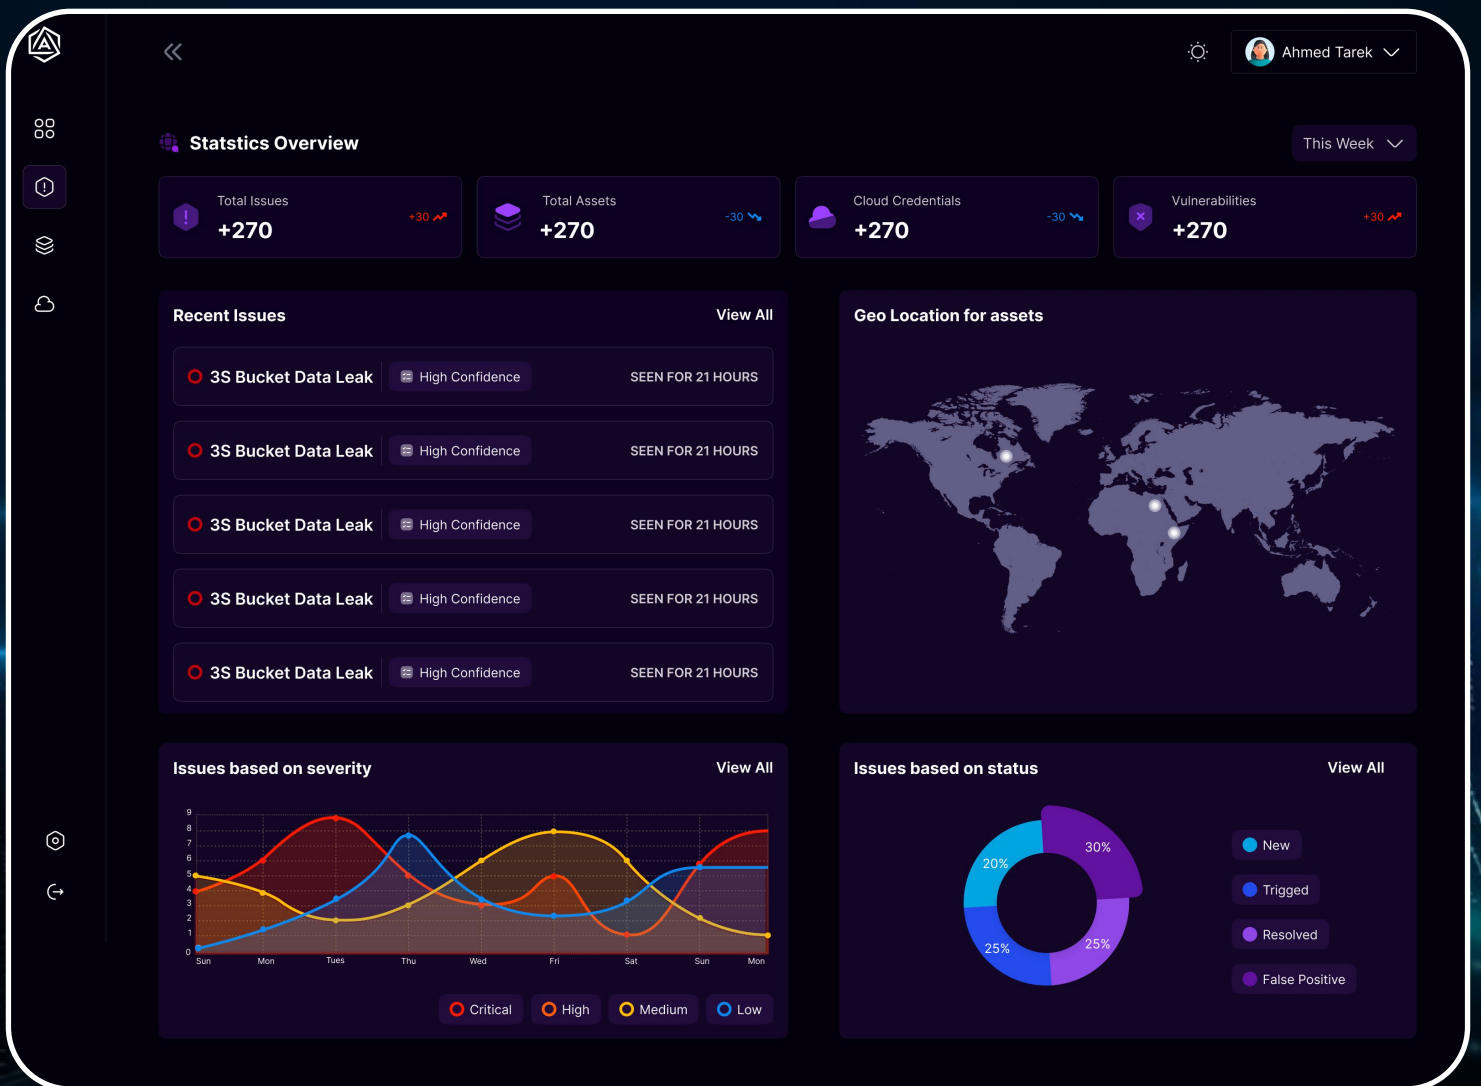 Ahmed Tarek
Statstics Overview
This Week
Total Issues
+270
+30
Total Assets
+270
-30
Cloud Credentials
+270
-30
Vulnerabilities
+270
+30
Recent Issues
View All
3S Bucket Data Leak
High Confidence
SEEN FOR 21 HOURS
3S Bucket Data Leak
High Confidence
SEEN FOR 21 HOURS
3S Bucket Data Leak
High Confidence
SEEN FOR 21 HOURS
3S Bucket Data Leak
High Confidence
SEEN FOR 21 HOURS
3S Bucket Data Leak
High Confidence
SEEN FOR 21 HOURS
Geo Location for assets
Issues based on severity
View All
9
8
7
6
5
4
3
2
1
0
Sun Mon Tues Thu Wed Fri Sat Sun Mon
Critical High Medium Low
Issues based on status
View All
30%
20%
25%
25%
New
Trigged
Resolved
False Positive